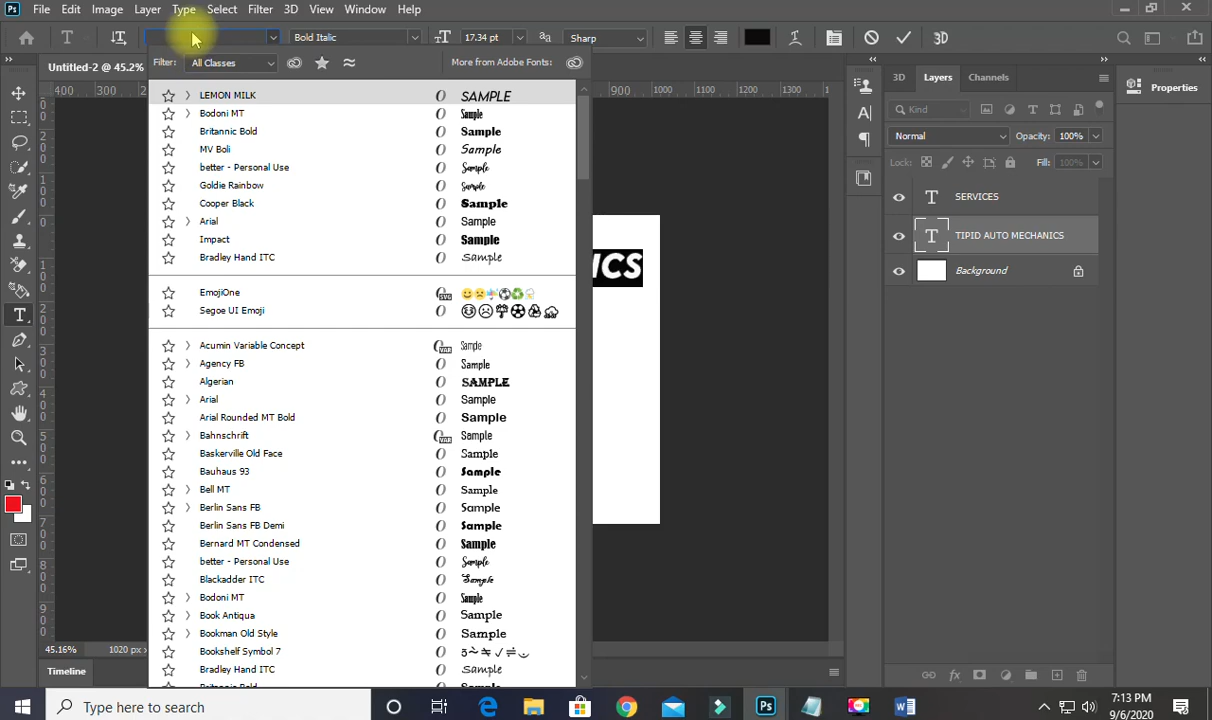 Ps File Edit Image Layer Type Select Filter 3D View Window Help
T Bold Italic 17.34 pt aa Sharp 3D
Untitled-2 @ 45.2% Filter: All Classes More from Adobe Fonts: 3D Layers Channels Properties
400 300 900 1000 1100 1200 1300
LEMON MILK SAMPLE
Bodoni MT Sample
Britannic Bold Sample
MV Boli Sample
better - Personal Use Sample
Goldie Rainbow Sample
Cooper Black Sample
Arial Sample
Impact Sample
Bradley Hand ITC Sample
EmojiOne
Segoe UI Emoji
Acumin Variable Concept Sample
Agency FB Sample
Algerian SAMPLE
Arial Sample
Arial Rounded MT Bold Sample
Bahnschrift Sample
Baskerville Old Face Sample
Bauhaus 93 Sample
Bell MT Sample
Berlin Sans FB Sample
Berlin Sans FB Demi Sample
Bernard MT Condensed Sample
better - Personal Use Sample
Blackadder ITC Sample
Bodoni MT Sample
Book Antiqua Sample
Bookman Old Style Sample
Bookshelf Symbol 7
Bradley Hand ITC Sample
ICS
Kind
Normal Opacity: 100%
Lock: Fill: 100%
T SERVICES
T TIPID AUTO MECHANICS
Background
45.16% 1020 px
Timeline
Type here to search
7:13 PM
9/6/2020